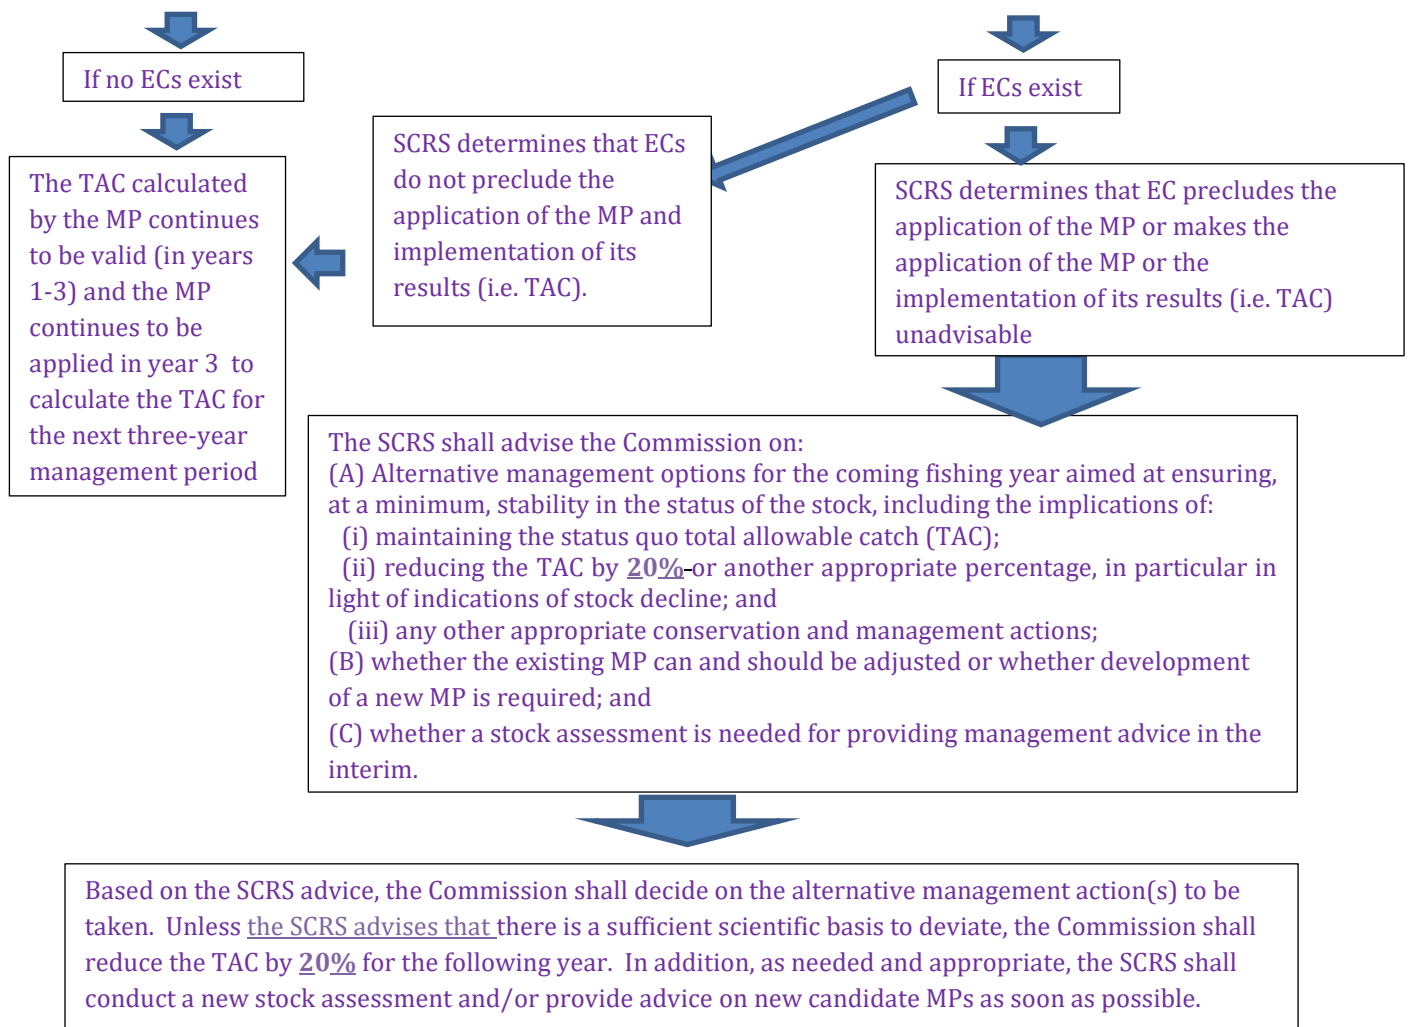 If no ECs exist
If ECs exist
The TAC calculated
by the MP continues
to be valid (in years
1-3) and the MP
continues to be
applied in year 3  to
calculate the TAC for
the next three-year
management period
SCRS determines that ECs
do not preclude the
application of the MP and
implementation of its
results (i.e. TAC).
SCRS determines that EC precludes the
application of the MP or makes the
application of the MP or the
implementation of its results (i.e. TAC)
unadvisable
The SCRS shall advise the Commission on:
(A) Alternative management options for the coming fishing year aimed at ensuring,
at a minimum, stability in the status of the stock, including the implications of:
(i) maintaining the status quo total allowable catch (TAC);
(ii) reducing the TAC by 20% or another appropriate percentage, in particular in
light of indications of stock decline; and
(iii) any other appropriate conservation and management actions;
(B) whether the existing MP can and should be adjusted or whether development
of a new MP is required; and
(C) whether a stock assessment is needed for providing management advice in the
interim.
Based on the SCRS advice, the Commission shall decide on the alternative management action(s) to be
taken.  Unless the SCRS advises that there is a sufficient scientific basis to deviate, the Commission shall
reduce the TAC by 20% for the following year.  In addition, as needed and appropriate, the SCRS shall
conduct a new stock assessment and/or provide advice on new candidate MPs as soon as possible.